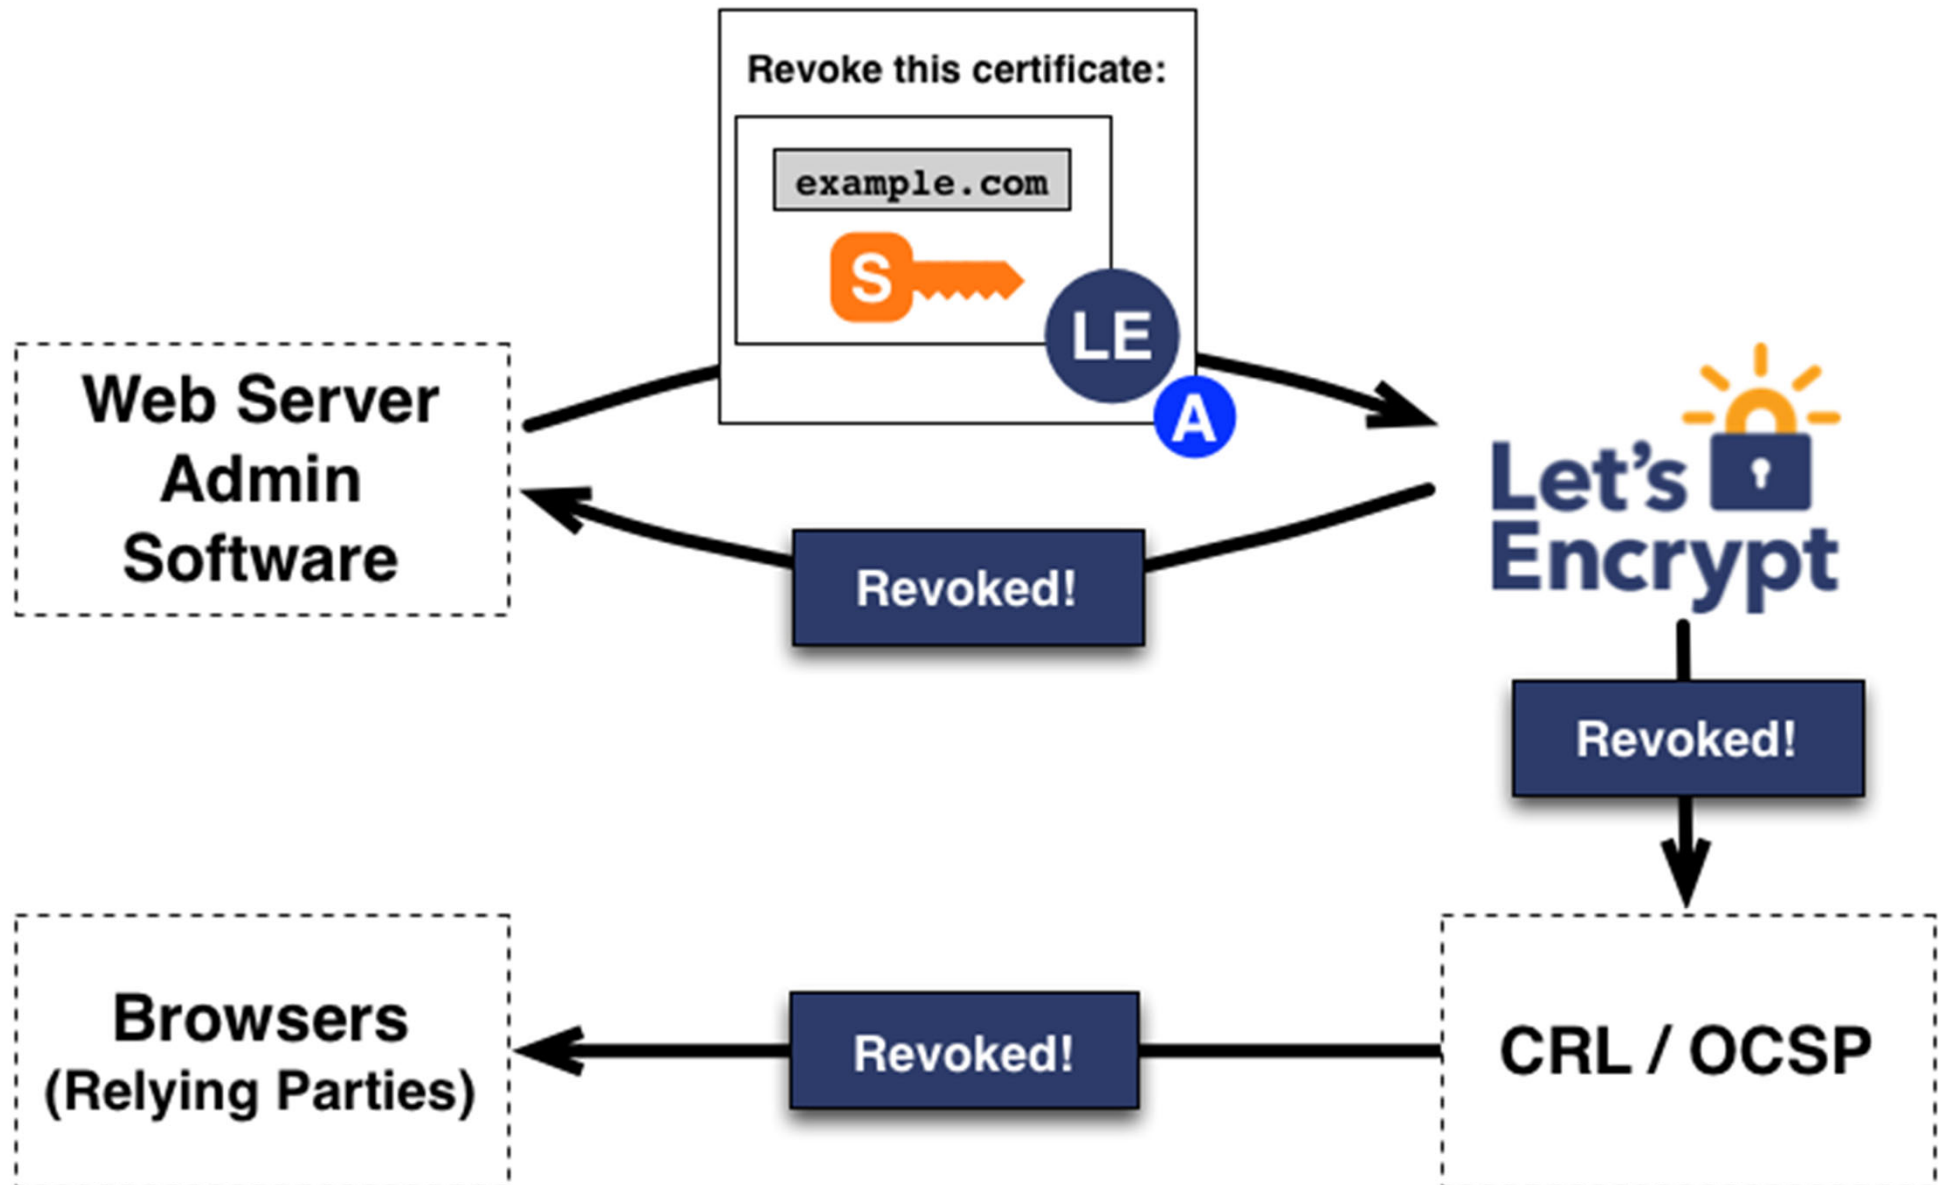 Revoke this certificate:
example.com
S
LE
A
Web Server
Admin
Software
Let's
Encrypt
Revoked!
Revoked!
Browsers
(Relying Parties)
Revoked!
CRL / OCSP